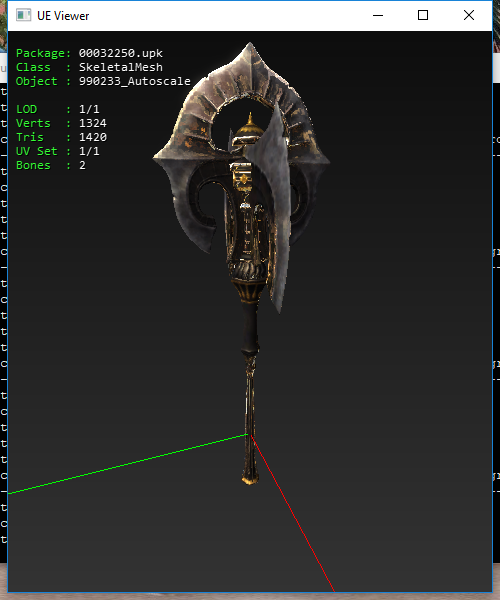 UE Viewer
Package: 00032250.upk
Class  : SkeletalMesh
Object : 990233_Autoscale
LOD    : 1/1
Verts  : 1324
Tris   : 1420
UV Set : 1/1
Bones  : 2